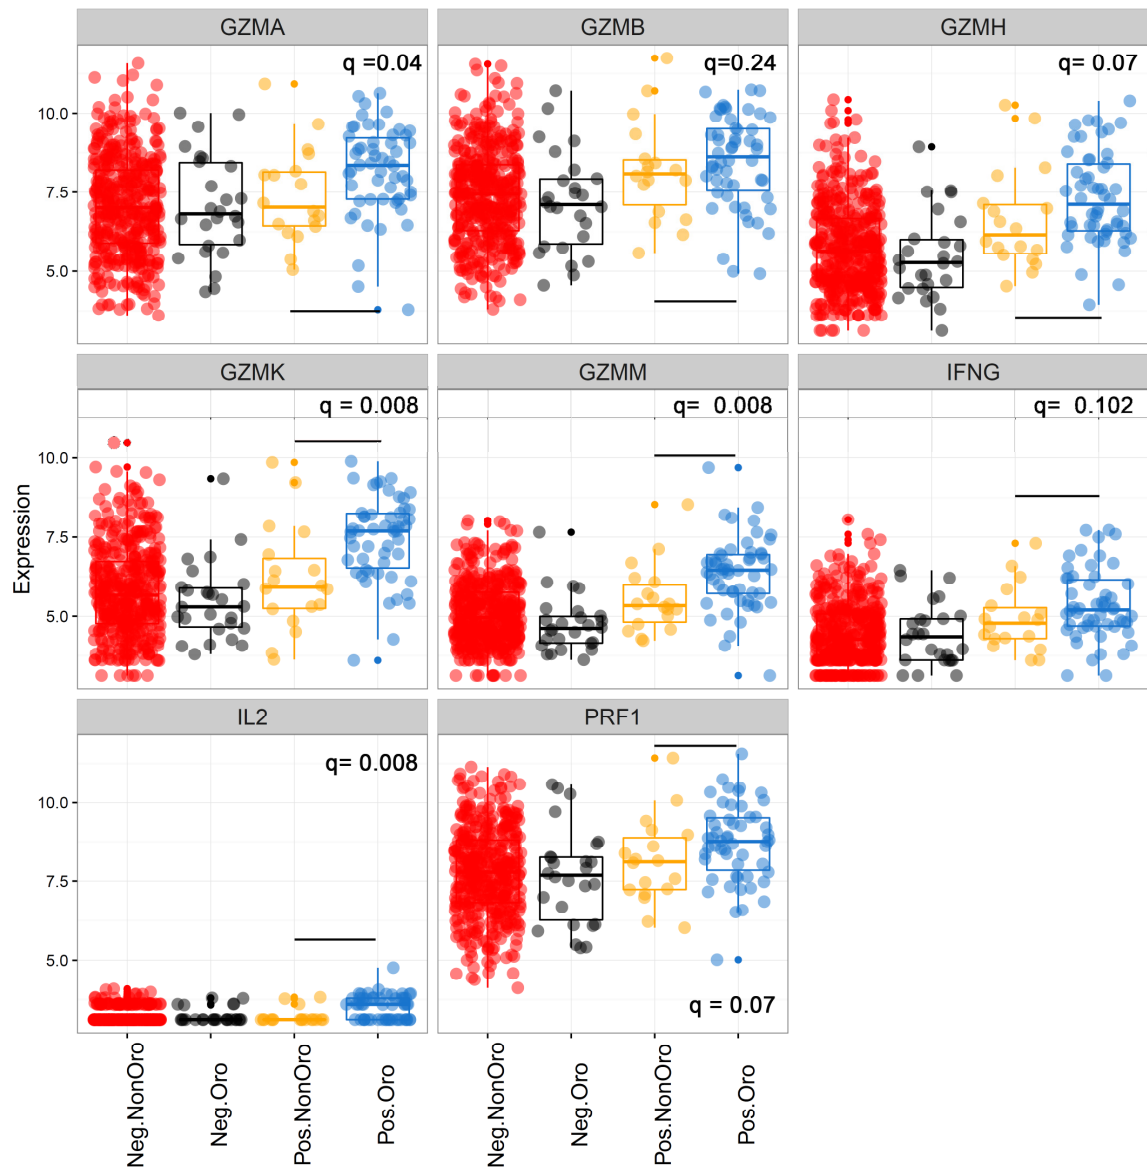 GZMA
GZMB
GZMH
q =0.04
q=0.24
q= 0.07
10.0
7.5
5.0
GZMK
GZMM
IFNG
q = 0.008
q= 0.008
q= 0.102
10.0
7.5
5.0
Expression
IL2
PRF1
q= 0.008
10.0
7.5
5.0
q = 0.07
Neg.NonOro
Neg.Oro
Pos.NonOro
Pos.Oro
Neg.NonOro
Neg.Oro
Pos.NonOro
Pos.Oro